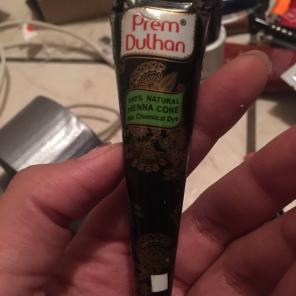 Prem®
Dulhan
100% NATURAL
HENNA CONE
No Chemical Dye